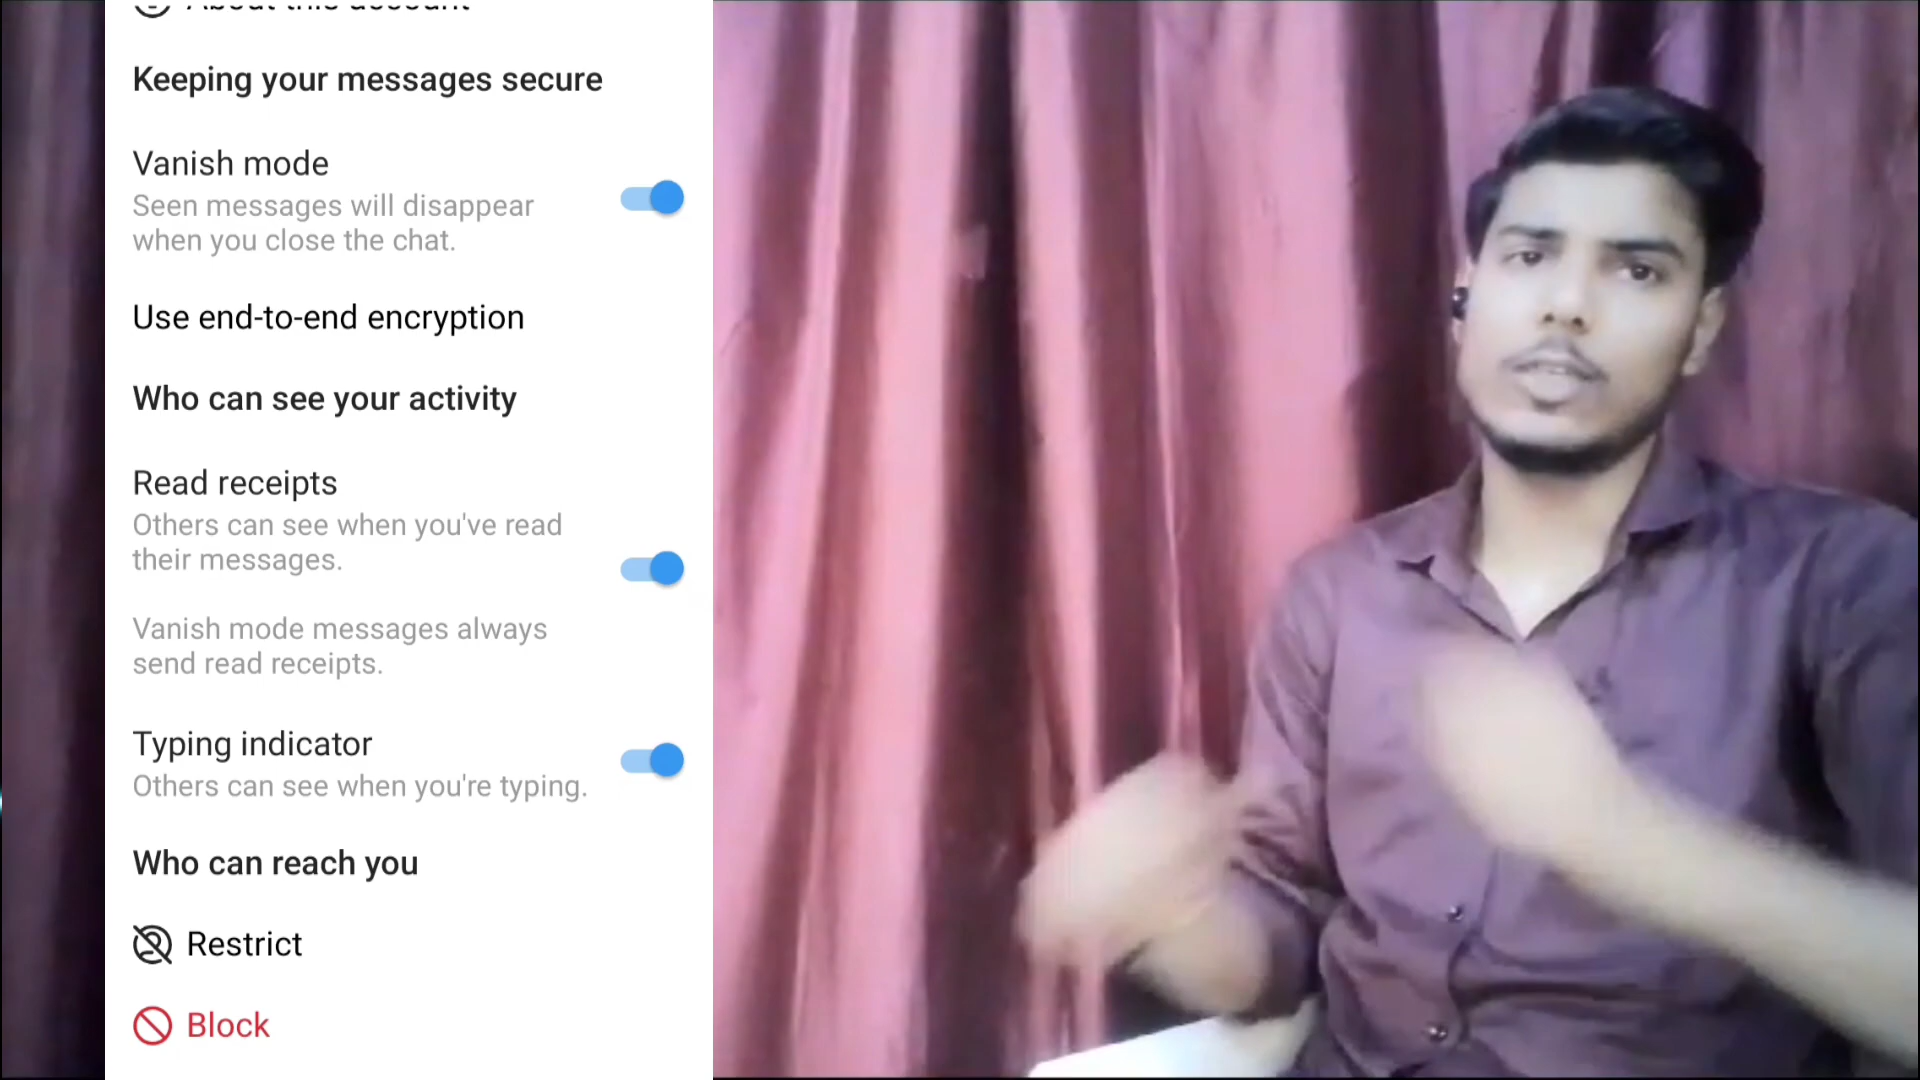 About this account
Keeping your messages secure
Vanish mode
Seen messages will disappear
when you close the chat.
Use end-to-end encryption
Who can see your activity
Read receipts
Others can see when you've read
their messages.
Vanish mode messages always
send read receipts.
Typing indicator
Others can see when you're typing.
Who can reach you
Restrict
Block